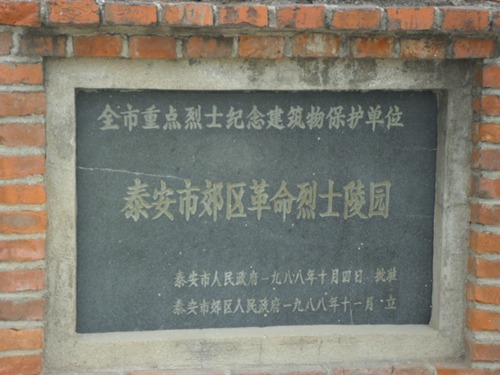 全市重点烈士纪念建筑物保护单位
泰安市郊区革命烈士陵园
泰安市人民政府一九八八年十月四日 批准
泰安市郊区人民政府一九八八年十一月 立